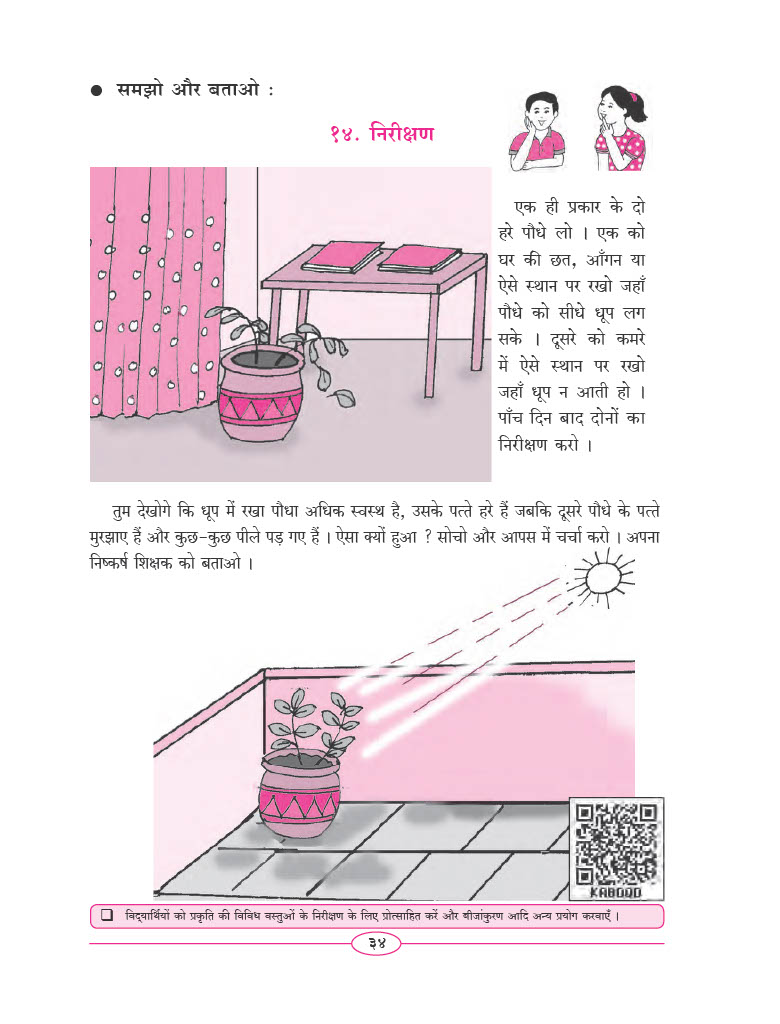 ● समझो और बताओ :
१४. निरीक्षण
एक ही प्रकार के दो
हरे पौधे लो । एक को
घर की छत, आँगन या
ऐसे स्थान पर रखो जहाँ
पौधे को सीधे धूप लग
सके । दूसरे को कमरे
में ऐसे स्थान पर रखो
जहाँ धूप न आती हो ।
पाँच दिन बाद दोनों का
निरीक्षण करो ।
तुम देखोगे कि धूप में रखा पौधा अधिक स्वस्थ है, उसके पत्ते हरे हैं जबकि दूसरे पौधे के पत्ते
मुरझाए हैं और कुछ-कुछ पीले पड़ गए हैं । ऐसा क्यों हुआ ? सोचो और आपस में चर्चा करो । अपना
निष्कर्ष शिक्षक को बताओ ।
KABQQD
❑ विद्यार्थियों को प्रकृति की विविध वस्तुओं के निरीक्षण के लिए प्रोत्साहित करें और बीजांकुरण आदि अन्य प्रयोग करवाएँ ।
३४